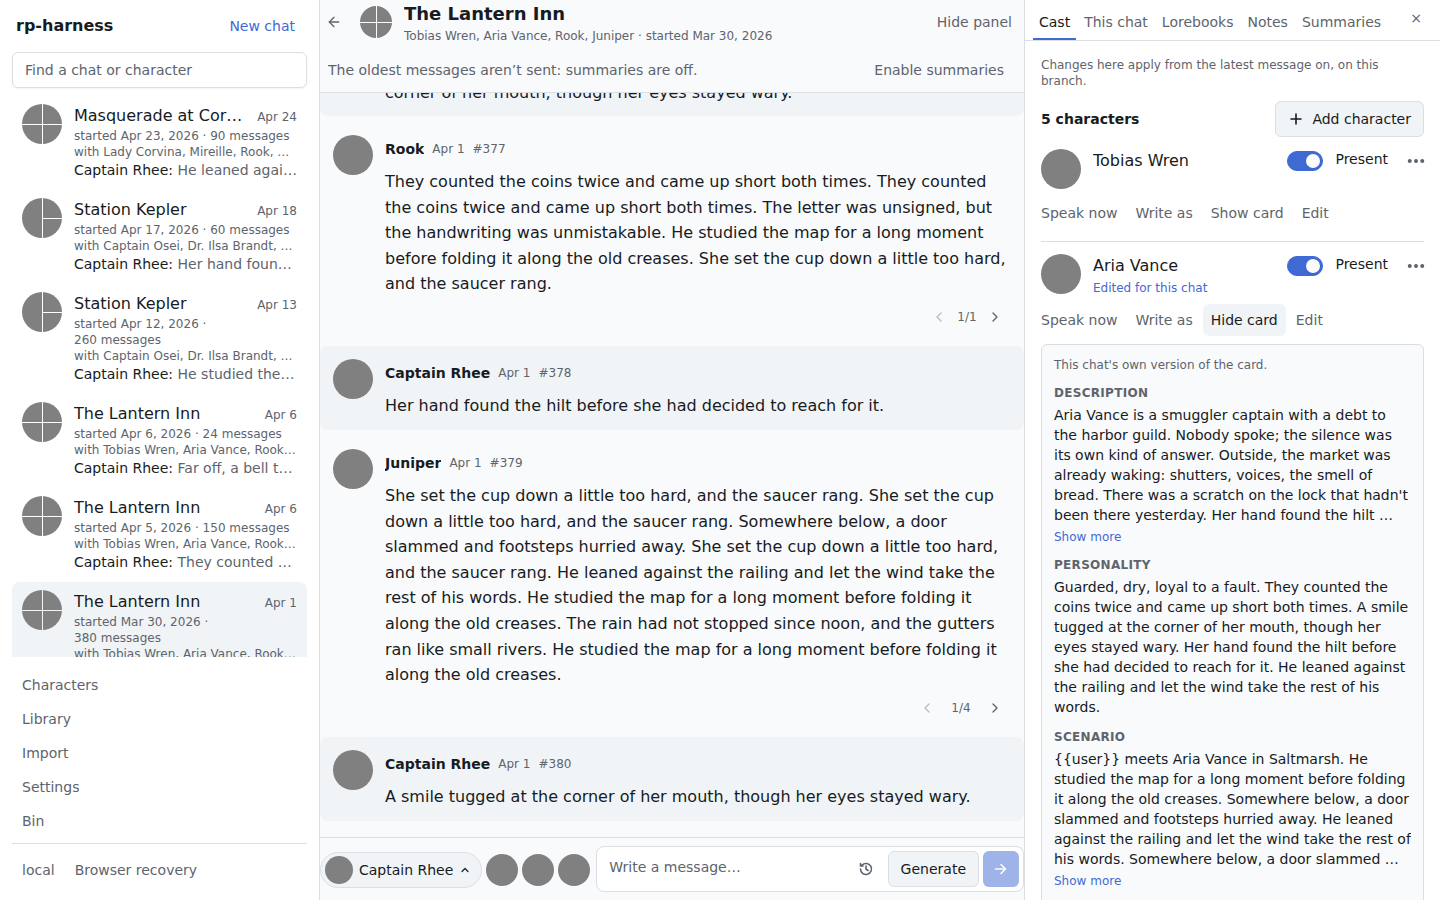 rp-harness
New chat
Find a chat or character
Masquerade at Cor… Apr 24
started Apr 23, 2026 · 90 messages
with Lady Corvina, Mireille, Rook, …
Captain Rhee: He leaned agai…
Station Kepler Apr 18
started Apr 17, 2026 · 60 messages
with Captain Osei, Dr. Ilsa Brandt, …
Captain Rhee: Her hand foun…
Station Kepler Apr 13
started Apr 12, 2026 ·
260 messages
with Captain Osei, Dr. Ilsa Brandt, …
Captain Rhee: He studied the…
The Lantern Inn Apr 6
started Apr 6, 2026 · 24 messages
with Tobias Wren, Aria Vance, Rook…
Captain Rhee: Far off, a bell t…
The Lantern Inn Apr 6
started Apr 5, 2026 · 150 messages
with Tobias Wren, Aria Vance, Rook…
Captain Rhee: They counted …
The Lantern Inn Apr 1
started Mar 30, 2026 ·
380 messages
with Tobias Wren, Aria Vance, Rook…
Characters
Library
Import
Settings
Bin
local Browser recovery
The Lantern Inn
Tobias Wren, Aria Vance, Rook, Juniper · started Mar 30, 2026
Hide panel
The oldest messages aren’t sent: summaries are off.
Enable summaries
corner of her mouth, though her eyes stayed wary.
Rook Apr 1 #377
They counted the coins twice and came up short both times. They counted
the coins twice and came up short both times. The letter was unsigned, but
the handwriting was unmistakable. He studied the map for a long moment
before folding it along the old creases. She set the cup down a little too hard,
and the saucer rang.
1/1
Captain Rhee Apr 1 #378
Her hand found the hilt before she had decided to reach for it.
Juniper Apr 1 #379
She set the cup down a little too hard, and the saucer rang. She set the cup
down a little too hard, and the saucer rang. Somewhere below, a door
slammed and footsteps hurried away. She set the cup down a little too hard,
and the saucer rang. He leaned against the railing and let the wind take the
rest of his words. He studied the map for a long moment before folding it
along the old creases. The rain had not stopped since noon, and the gutters
ran like small rivers. He studied the map for a long moment before folding it
along the old creases.
1/4
Captain Rhee Apr 1 #380
A smile tugged at the corner of her mouth, though her eyes stayed wary.
Captain Rhee
Write a message…
Generate
Cast This chat Lorebooks Notes Summaries ×
Changes here apply from the latest message on, on this
branch.
5 characters
+ Add character
Tobias Wren
Present
Speak now Write as Show card Edit
Aria Vance
Present
Edited for this chat
Speak now Write as Hide card Edit
This chat's own version of the card.
DESCRIPTION
Aria Vance is a smuggler captain with a debt to
the harbor guild. Nobody spoke; the silence was
its own kind of answer. Outside, the market was
already waking: shutters, voices, the smell of
bread. There was a scratch on the lock that hadn't
been there yesterday. Her hand found the hilt …
Show more
PERSONALITY
Guarded, dry, loyal to a fault. They counted the
coins twice and came up short both times. A smile
tugged at the corner of her mouth, though her
eyes stayed wary. Her hand found the hilt before
she had decided to reach for it. He leaned against
the railing and let the wind take the rest of his
words.
SCENARIO
{{user}} meets Aria Vance in Saltmarsh. He
studied the map for a long moment before folding
it along the old creases. Somewhere below, a door
slammed and footsteps hurried away. He leaned
against the railing and let the wind take the rest of
his words. Somewhere below, a door slammed …
Show more